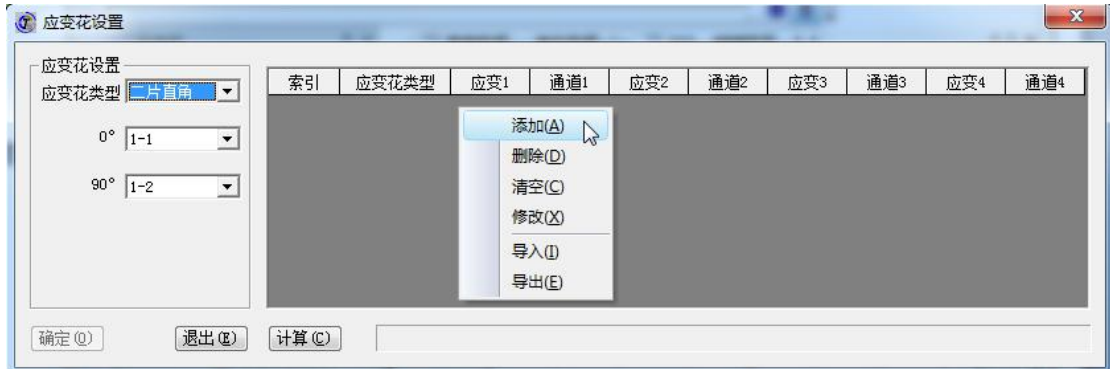 应变花设置
应变花设置
应变花类型 二片直角
0° 1-1
90° 1-2
索引 应变花类型 应变1 通道1 应变2 通道2 应变3 通道3 应变4 通道4
添加(A)
删除(D)
清空(C)
修改(X)
导入(I)
导出(E)
确定(O) 退出(E) 计算(C)